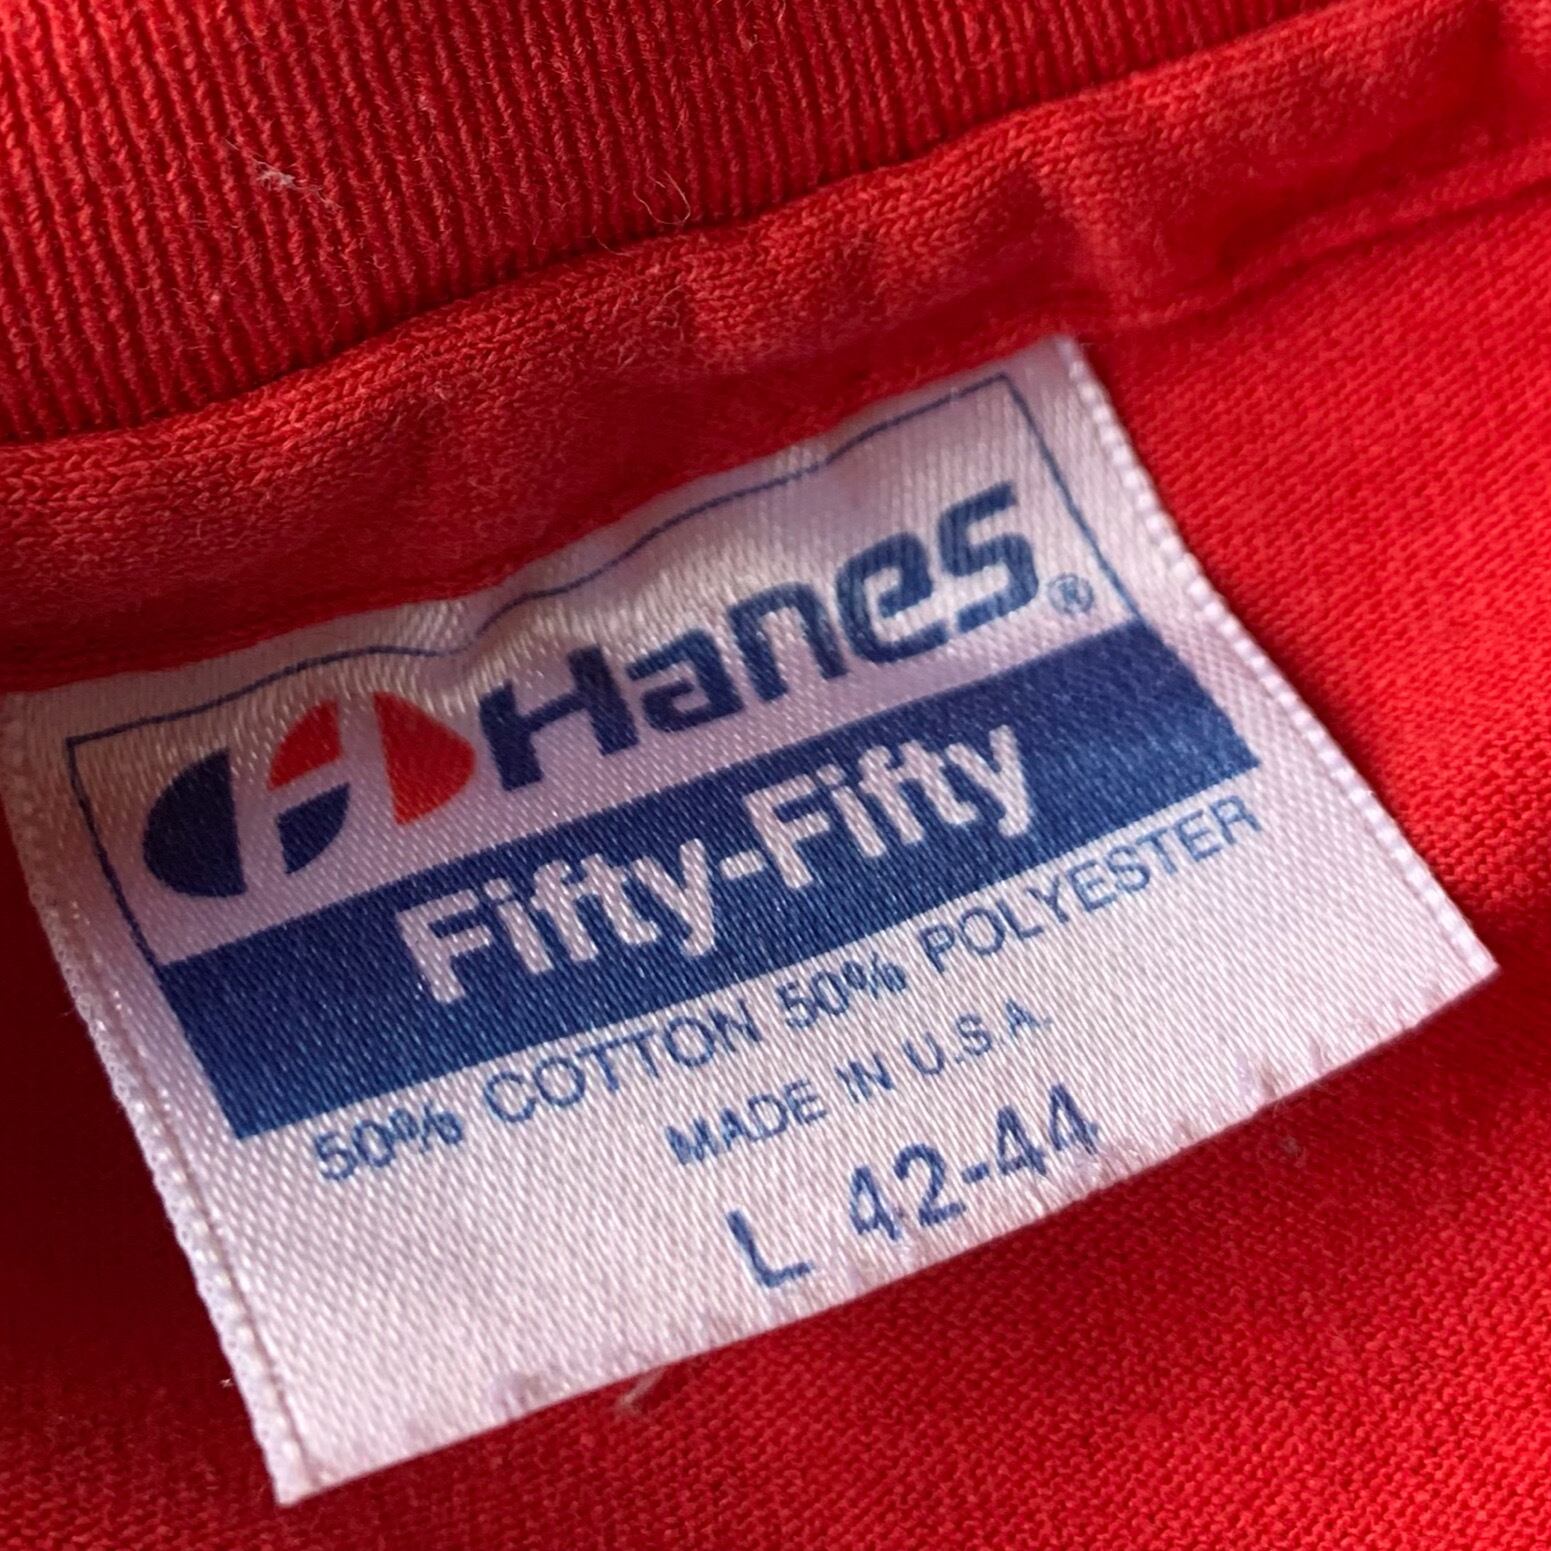 Hanes®
Fifty-Fifty
50% COTTON 50% POLYESTER
MADE IN U.S.A.
L 42-44